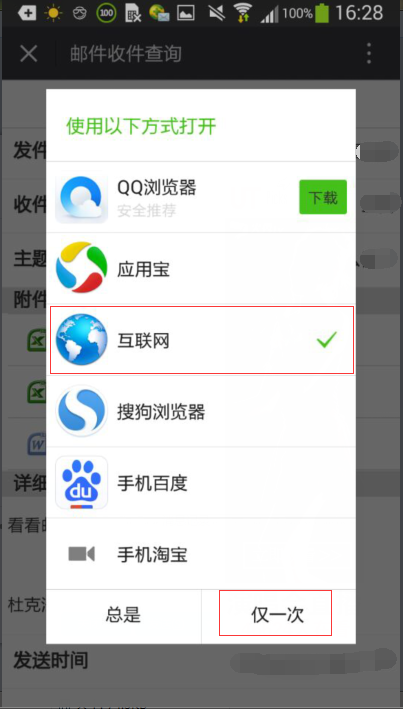 100
100%
16:28
邮件收件查询
使用以下方式打开
发件
收件
主题
附件
QQ浏览器
安全推荐
下载
应用宝
互联网
搜狗浏览器
du
手机百度
手机淘宝
总是
仅一次
详细
看看
杜克
发送时间